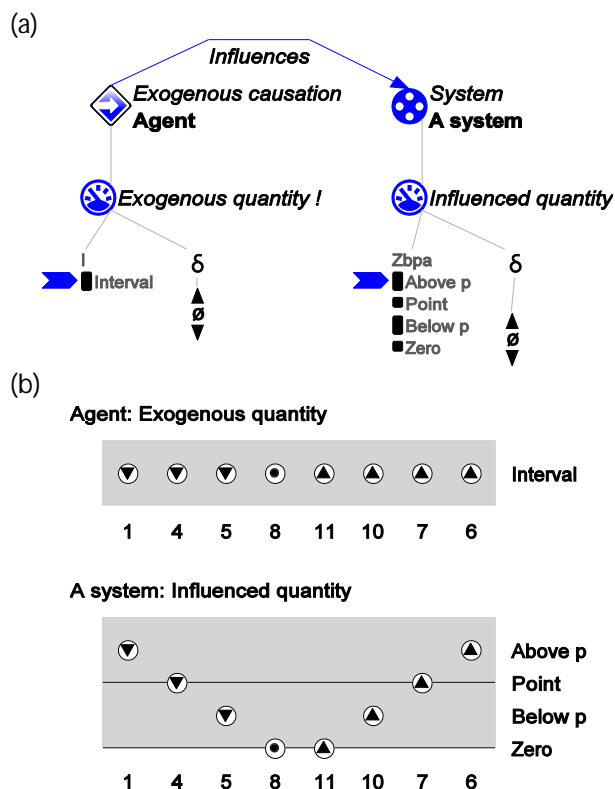 (a)
Influences
Exogenous causation
Agent
System
A system
Exogenous quantity !
Influenced quantity
I
Interval
δ
ø
Zbpa
Above p
Point
Below p
Zero
δ
ø
(b)
Agent: Exogenous quantity
Interval
1 4 5 8 11 10 7 6
A system: Influenced quantity
Above p
Point
Below p
Zero
1 4 5 8 11 10 7 6